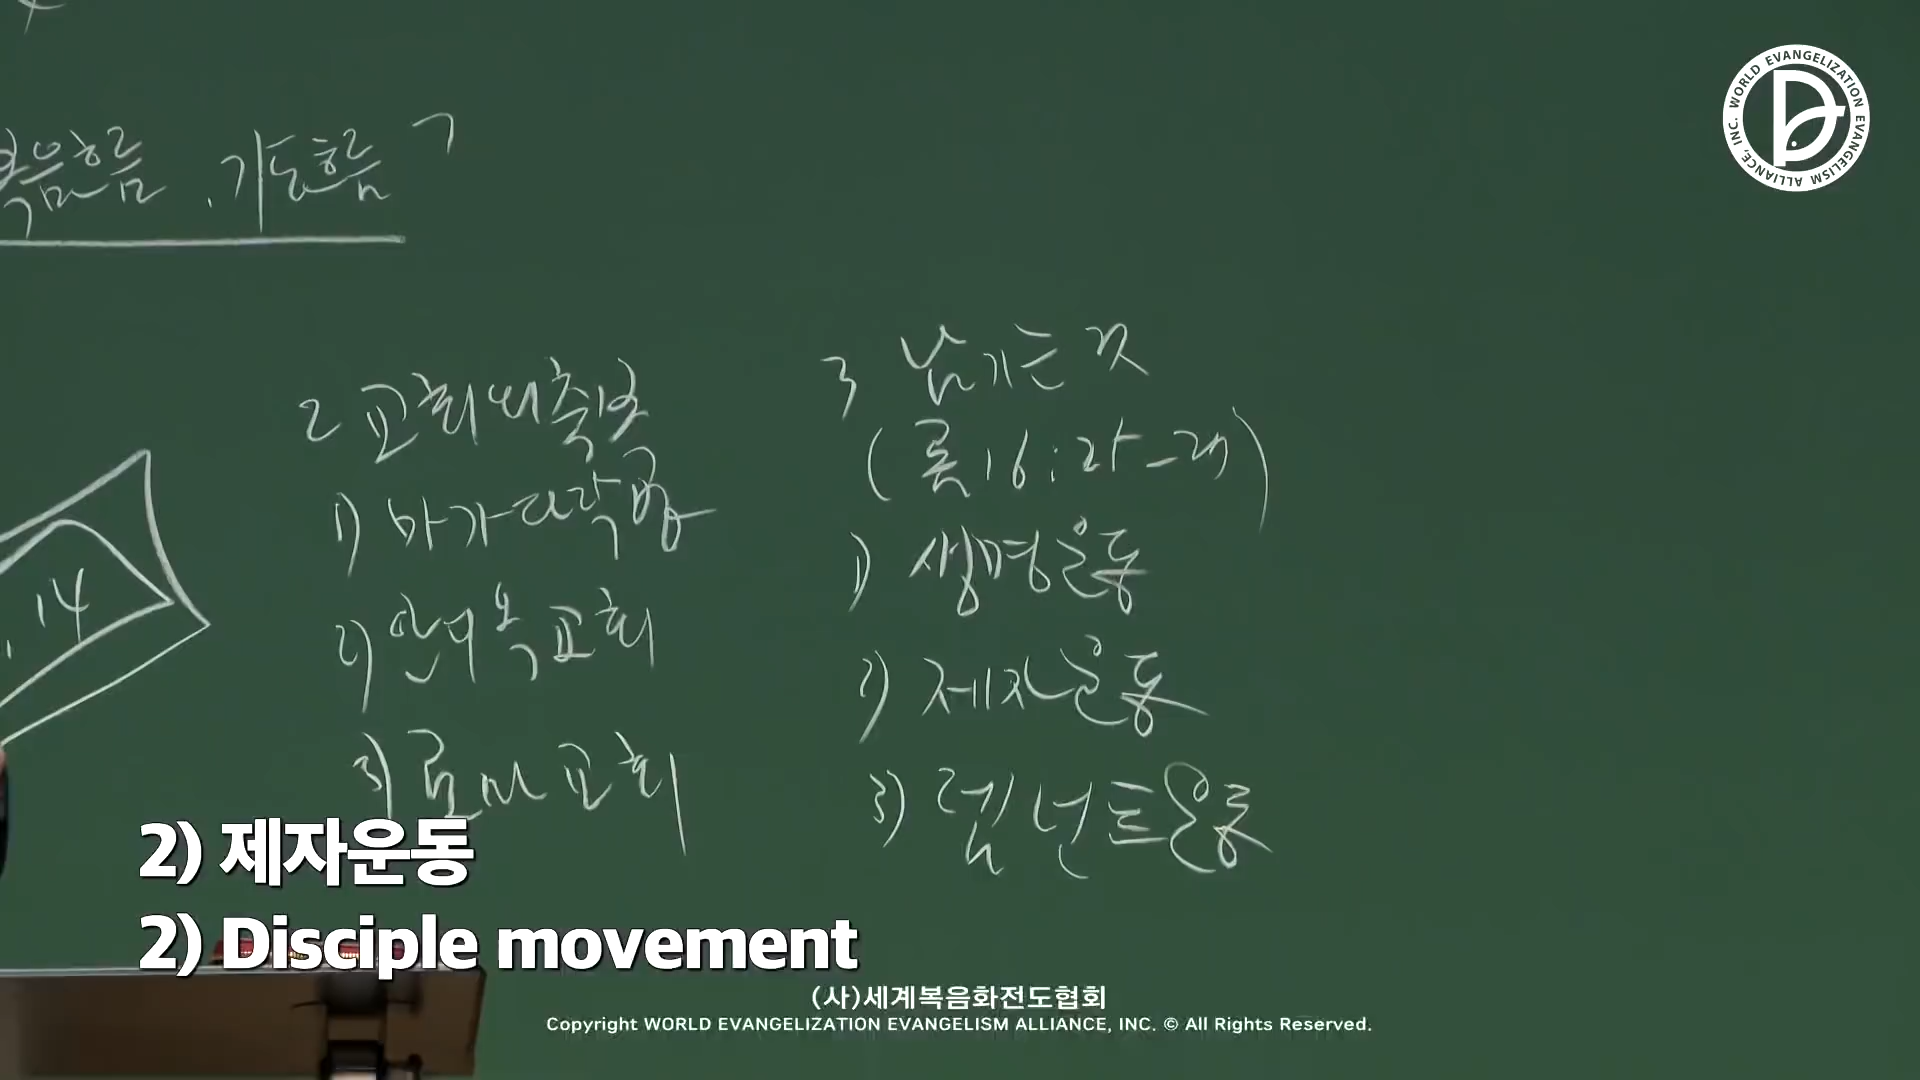 복음흐름 . 기도흐름 ㄱ
14
2 교회의 축복
1) 마가다락방
2) 안디옥교회
3) 로마교회
3 남기는 것
(롬 16:25-27)
1) 생명운동
2) 제자운동
3) 렘넌트운동
2) 제자운동
2) Disciple movement
(사)세계복음화전도협회
Copyright WORLD EVANGELIZATION EVANGELISM ALLIANCE, INC. © All Rights Reserved.
WORLD EVANGELIZATION EVANGELISM ALLIANCE, INC.